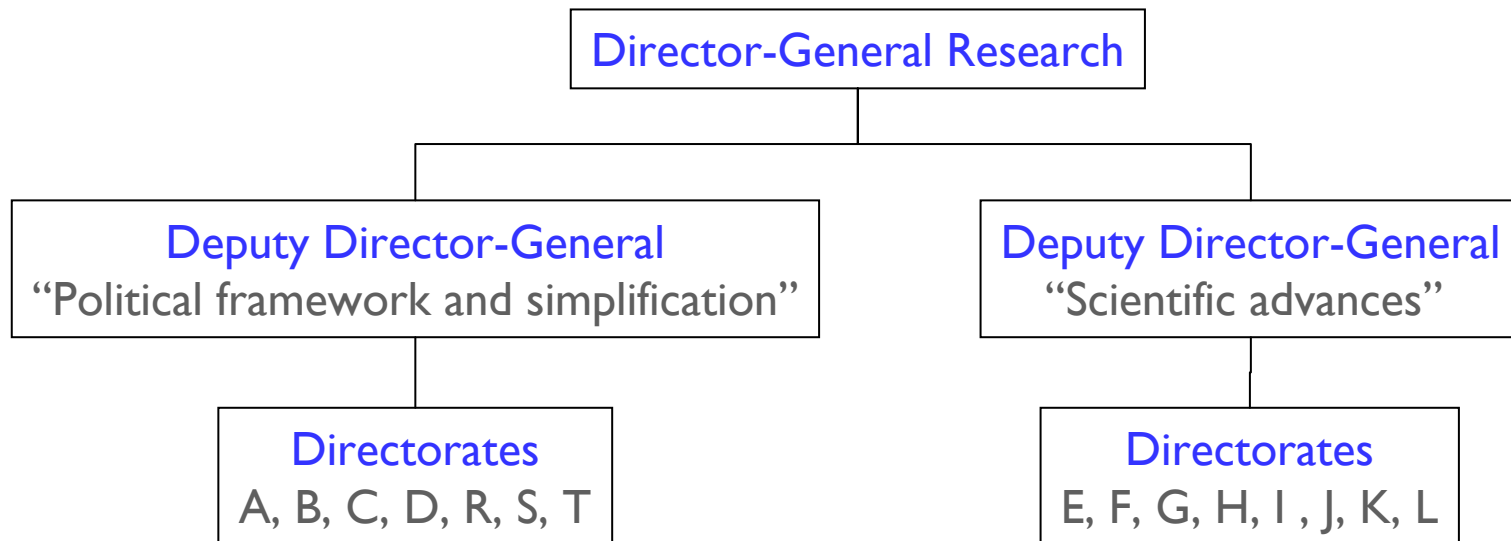 Director-General Research
Deputy Director-General
“Political framework and simplification”
Deputy Director-General
“Scientific advances”
Directorates
A, B, C, D, R, S, T
Directorates
E, F, G, H, I , J, K, L